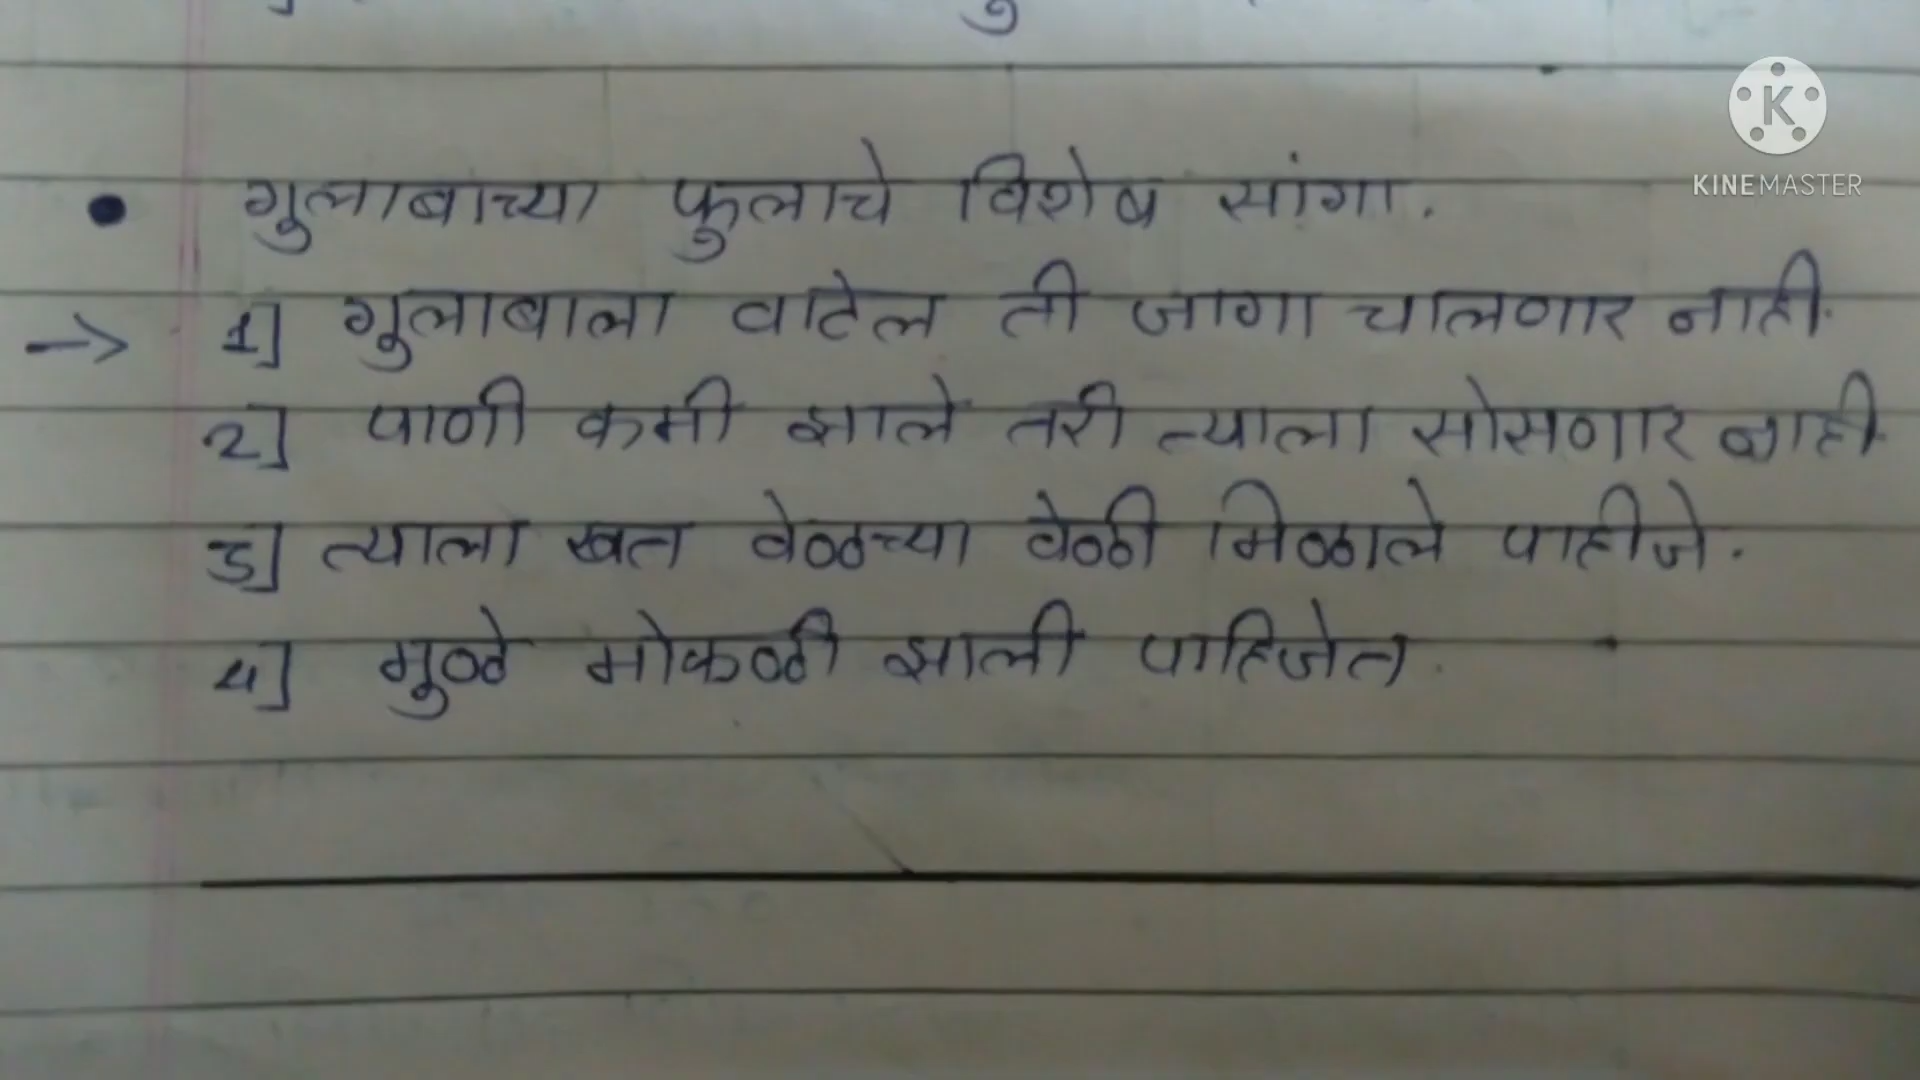 KINEMASTER
• गुलाबाच्या फुलाचे विशेष सांगा.
→ 1] गुलाबाला वाटेल ती जागा चालणार नाही.
2] पाणी कमी झाले तरी त्याला सोसणार नाही.
3] त्याला खत वेळच्या वेळी मिळाले पाहीजे.
4] मुळे मोकळी झाली पाहिजेत.